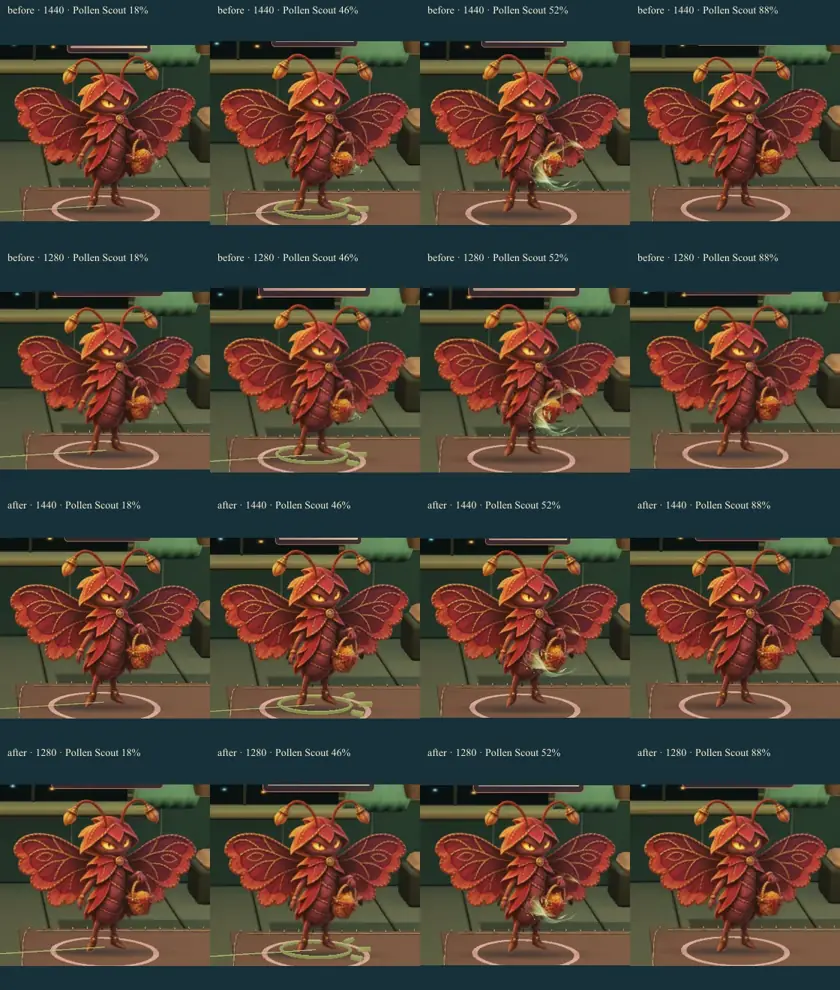 before · 1440 · Pollen Scout 18%
before · 1440 · Pollen Scout 46%
before · 1440 · Pollen Scout 52%
before · 1440 · Pollen Scout 88%
before · 1280 · Pollen Scout 18%
before · 1280 · Pollen Scout 46%
before · 1280 · Pollen Scout 52%
before · 1280 · Pollen Scout 88%
after · 1440 · Pollen Scout 18%
after · 1440 · Pollen Scout 46%
after · 1440 · Pollen Scout 52%
after · 1440 · Pollen Scout 88%
after · 1280 · Pollen Scout 18%
after · 1280 · Pollen Scout 46%
after · 1280 · Pollen Scout 52%
after · 1280 · Pollen Scout 88%